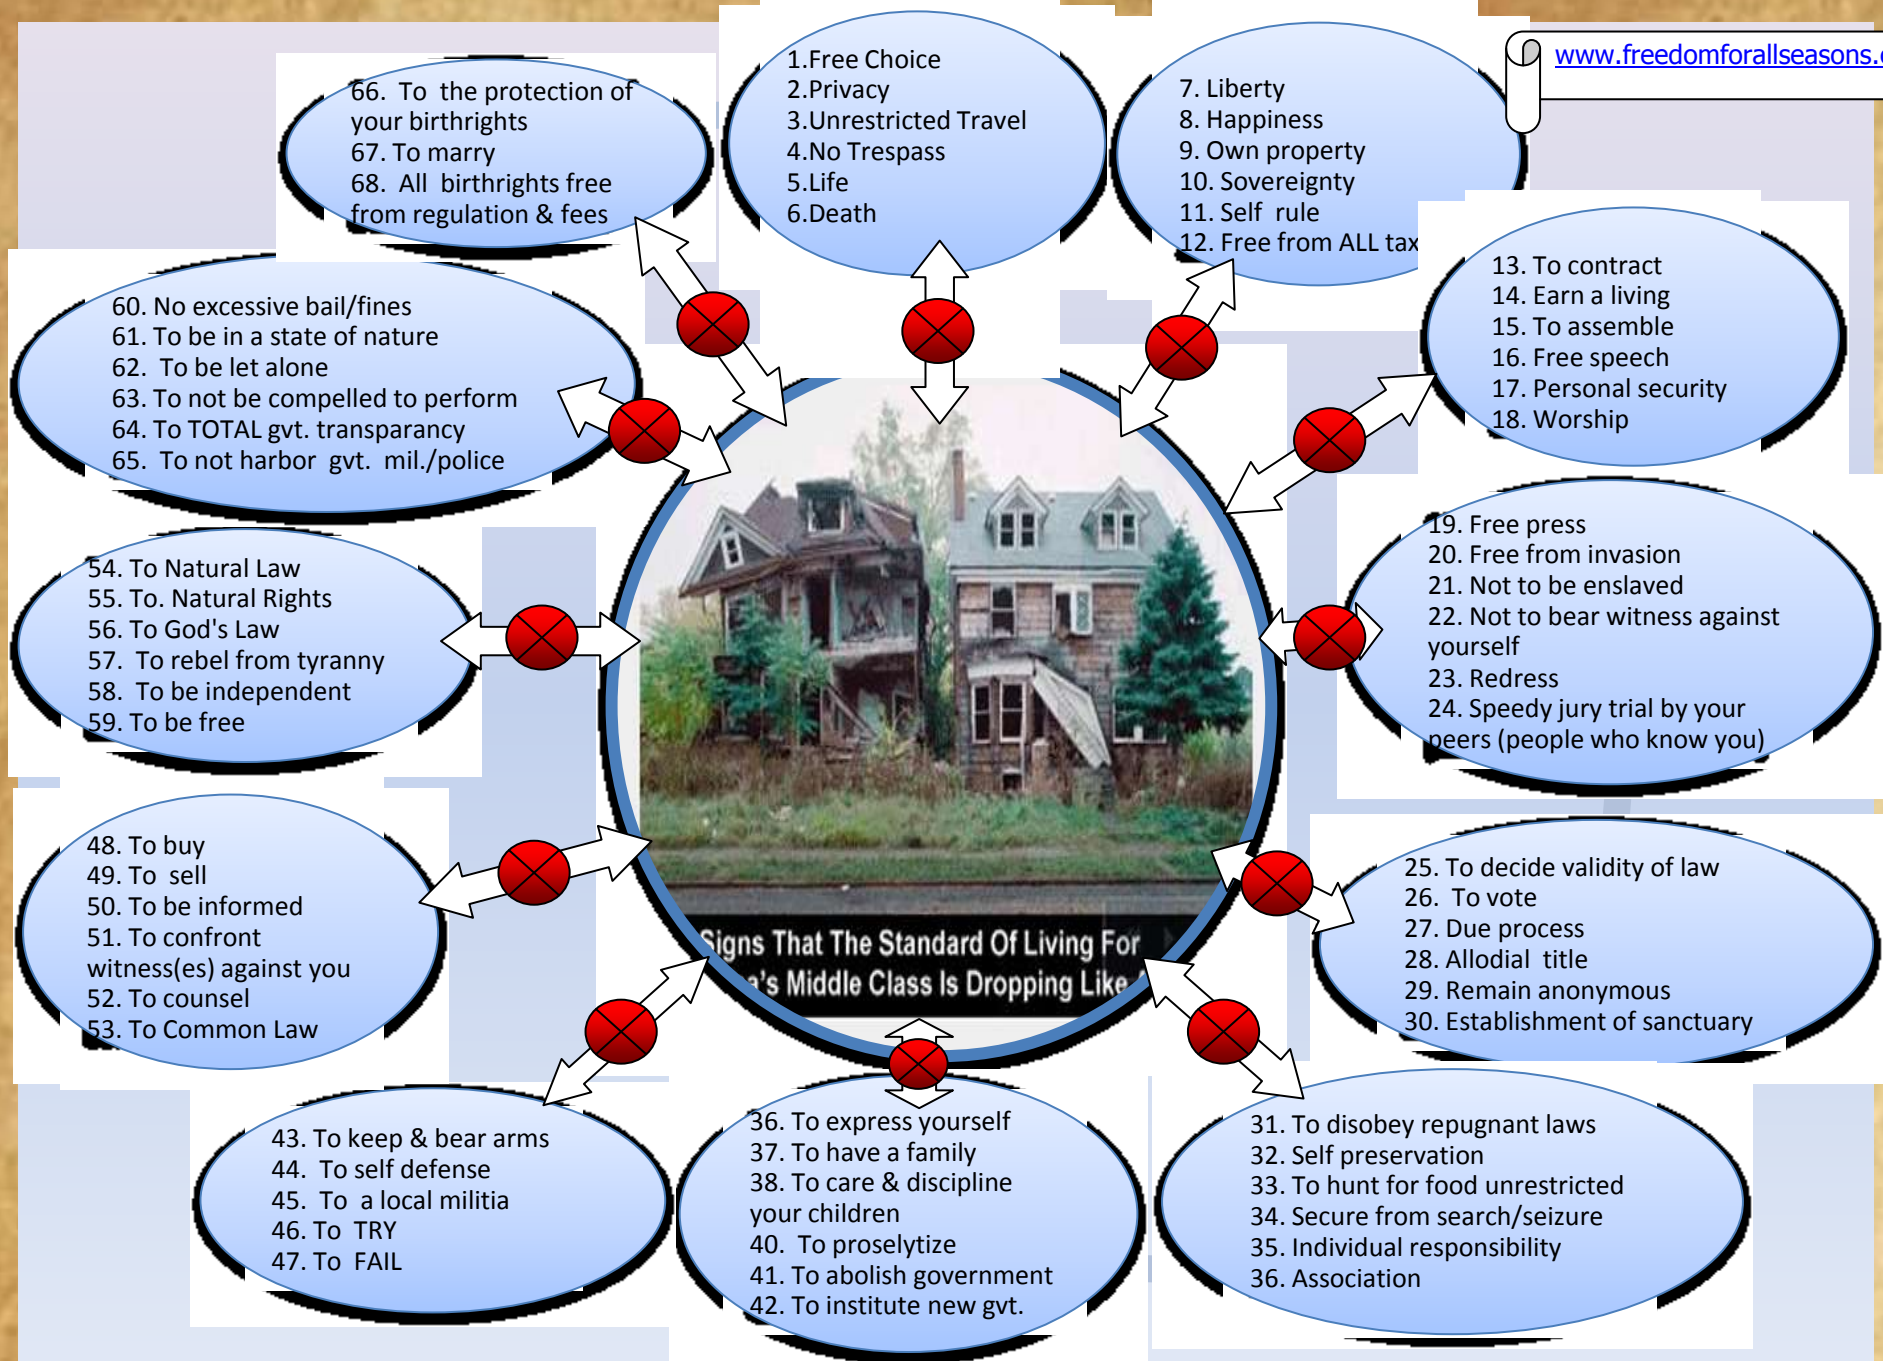 www.freedomforallseasons.
1.Free Choice
2.Privacy
3.Unrestricted Travel
4.No Trespass
5.Life
6.Death
7. Liberty
8. Happiness
9. Own property
10. Sovereignty
11. Self rule
12. Free from ALL tax
13. To contract
14. Earn a living
15. To assemble
16. Free speech
17. Personal security
18. Worship
19. Free press
20. Free from invasion
21. Not to be enslaved
22. Not to bear witness against
yourself
23. Redress
24. Speedy jury trial by your
peers (people who know you)
25. To decide validity of law
26. To vote
27. Due process
28. Allodial title
29. Remain anonymous
30. Establishment of sanctuary
31. To disobey repugnant laws
32. Self preservation
33. To hunt for food unrestricted
34. Secure from search/seizure
35. Individual responsibility
36. Association
36. To express yourself
37. To have a family
38. To care & discipline
your children
40. To proselytize
41. To abolish government
42. To institute new gvt.
43. To keep & bear arms
44. To self defense
45. To a local militia
46. To TRY
47. To FAIL
48. To buy
49. To sell
50. To be informed
51. To confront
witness(es) against you
52. To counsel
53. To Common Law
54. To Natural Law
55. To. Natural Rights
56. To God's Law
57. To rebel from tyranny
58. To be independent
59. To be free
60. No excessive bail/fines
61. To be in a state of nature
62. To be let alone
63. To not be compelled to perform
64. To TOTAL gvt. transparancy
65. To not harbor gvt. mil./police
66. To the protection of
your birthrights
67. To marry
68. All birthrights free
from regulation & fees
Signs That The Standard Of Living For
a's Middle Class Is Dropping Like